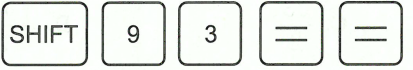 SHIFT 9 3 = =